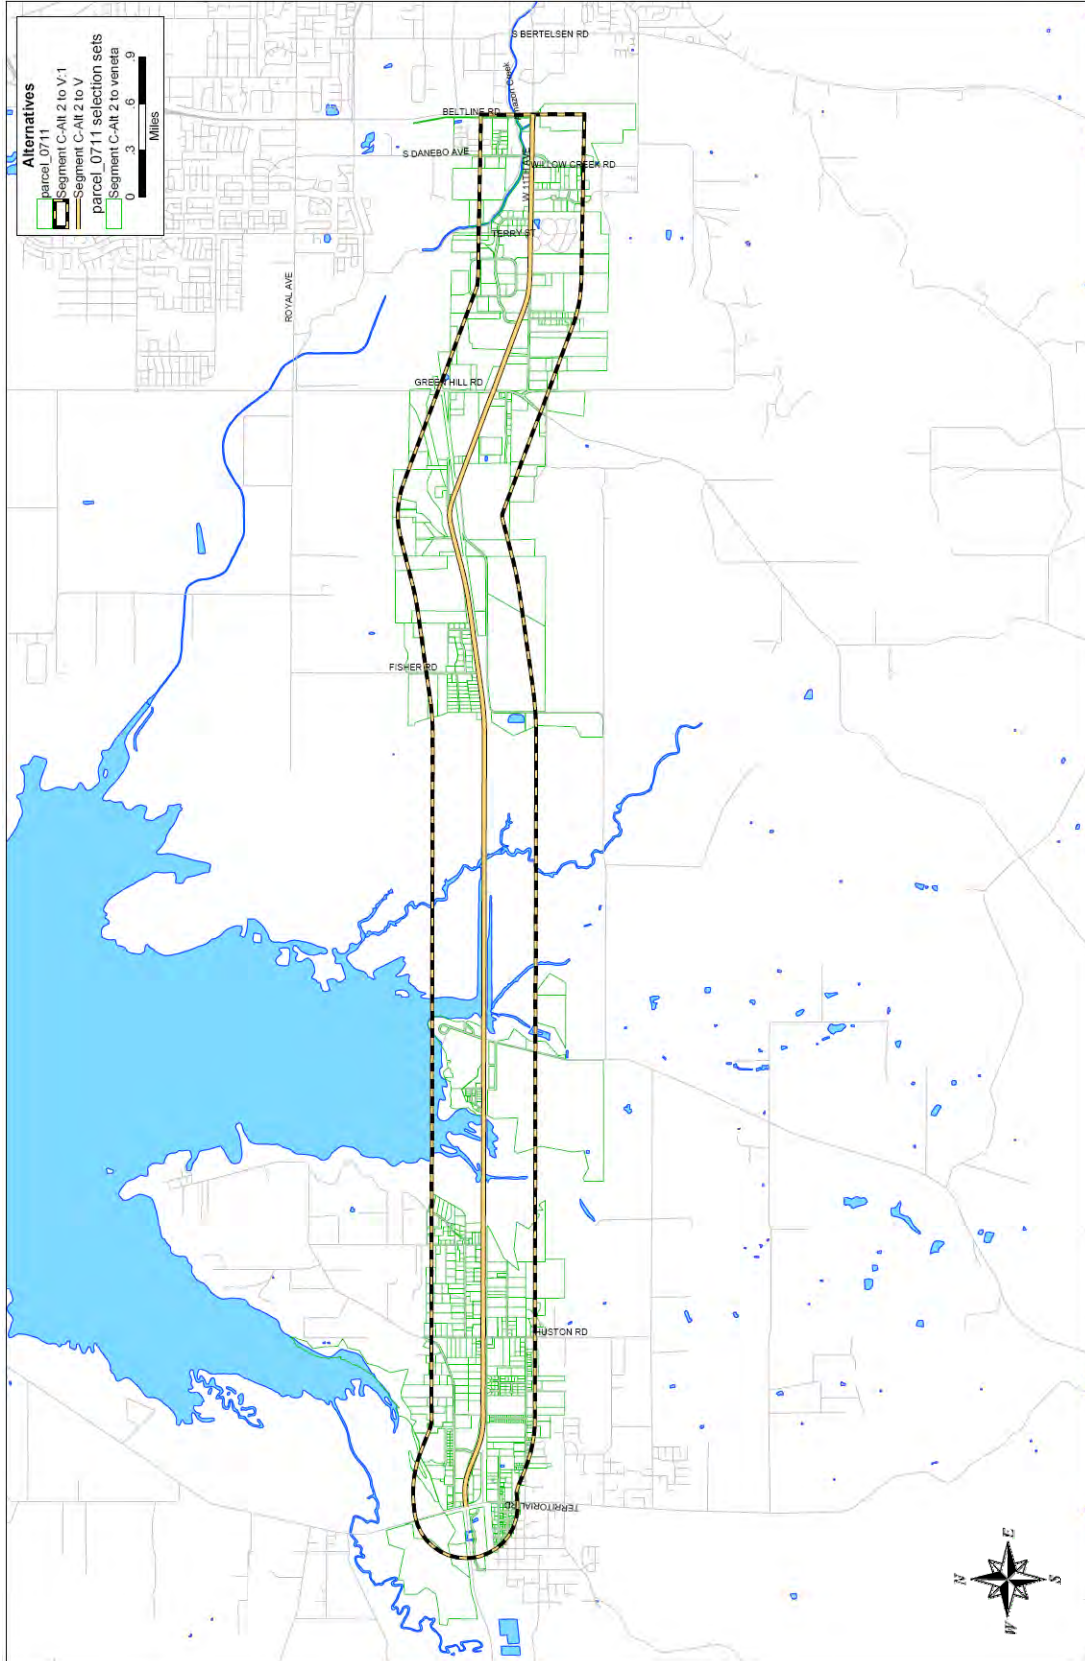 Alternatives
parcel_0711
Segment C-Alt 2 to V:1
Segment C-Alt 2 to V
parcel_0711 selection sets
Segment C-Alt 2 to veneta
0 .3 .6 .9
Miles
S BERTELSEN RD
BELTLINE RD
S DANEBO AVE
W 11TH AVE
WILLOW CREEK RD
TERRY ST
ROYAL AVE
GREENHILL RD
FISHER RD
HUSTON RD
TERRITORIAL RD
N
W
E
S